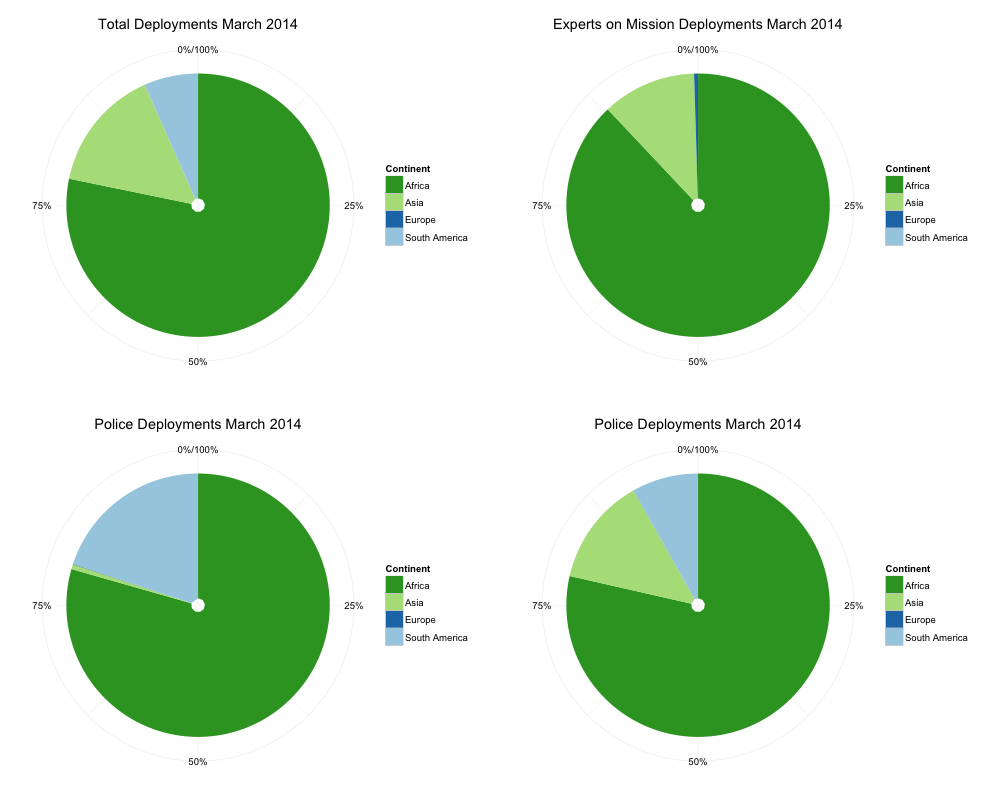 Total Deployments March 2014
0%/100%
75%
25%
50%
Continent
Africa
Asia
Europe
South America
Experts on Mission Deployments March 2014
0%/100%
75%
25%
50%
Continent
Africa
Asia
Europe
South America
Police Deployments March 2014
0%/100%
75%
25%
50%
Continent
Africa
Asia
Europe
South America
Police Deployments March 2014
0%/100%
75%
25%
50%
Continent
Africa
Asia
Europe
South America